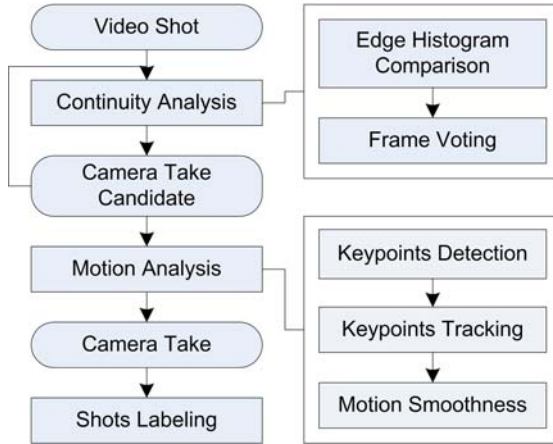 Video Shot
Continuity Analysis
Camera Take
Candidate
Motion Analysis
Camera Take
Shots Labeling
Edge Histogram
Comparison
Frame Voting
Keypoints Detection
Keypoints Tracking
Motion Smoothness